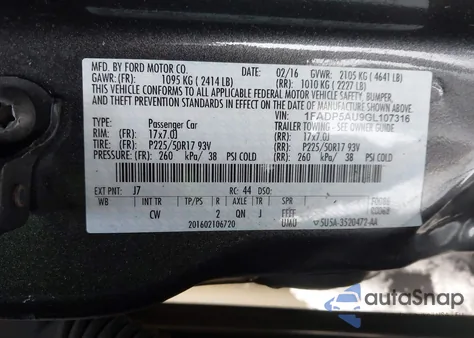 MFD. BY FORD MOTOR CO.
DATE: 02/16 GVWR: 2105 KG ( 4641 LB)
GAWR: (FR): 1095 KG ( 2414 LB) (RR): 1010 KG ( 2227 LB)
THIS VEHICLE CONFORMS TO ALL APPLICABLE FEDERAL
MOTOR VEHICLE SAFETY, BUMPER, AND THEFT PREVENTION
STANDARDS IN EFFECT ON THE DATE OF MANUFACTURE SHOWN ABOVE.
VIN: 1FADP5AU9GL107316
TYPE: Passenger Car
TRAILER TOWING - SEE OWNER GUIDE
RIM: (FR) 17x7.0J (RR) 17x7.0J
TIRE: (FR) P225/50R17 93V (RR) P225/50R17 93V
PRESSURE: (FR) 260 kPa/ 38 PSI COLD (RR) 260 kPa/ 38 PSI COLD
EXT PNT: J7 RC: 44 DSO:
WB INT TR TP/PS R AXLE TR SPR
CW 2 QN J
201602106720
5U5A-3520472-AA
autoSnap